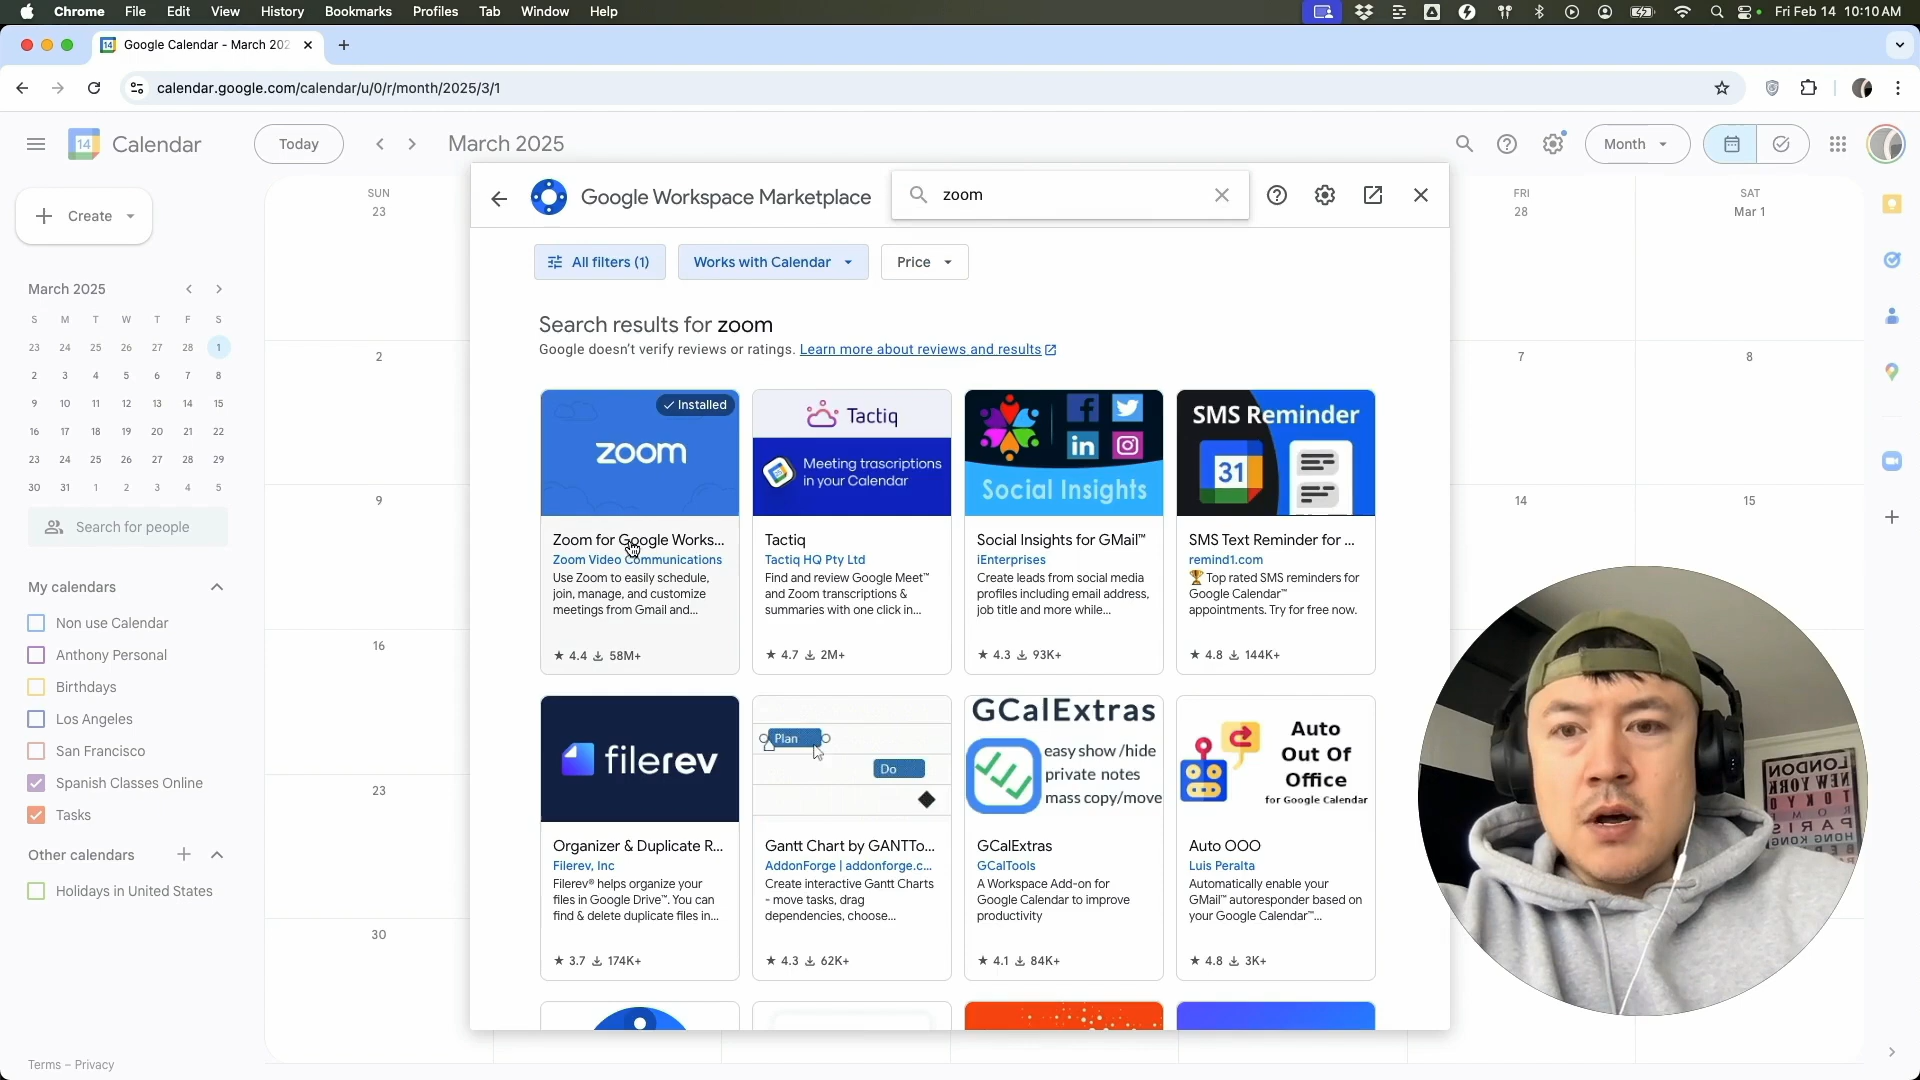 Chrome File Edit View History Bookmarks Profiles Tab Window Help
Fri Feb 14 10:10 AM
Google Calendar - March 202
calendar.google.com/calendar/u/0/r/month/2025/3/1
14 Calendar
Today
March 2025
Month
Create
March 2025
S M T W T F S
23 24 25 26 27 28 1
2 3 4 5 6 7 8
9 10 11 12 13 14 15
16 17 18 19 20 21 22
23 24 25 26 27 28 29
30 31 1 2 3 4 5
Search for people
My calendars
Non use Calendar
Anthony Personal
Birthdays
Los Angeles
San Francisco
Spanish Classes Online
Tasks
Other calendars
Holidays in United States
Terms – Privacy
SUN
23
2
9
16
23
30
FRI
28
7
14
SAT
Mar 1
8
15
Google Workspace Marketplace
zoom
All filters (1)
Works with Calendar
Price
Search results for zoom
Google doesn't verify reviews or ratings. Learn more about reviews and results
Installed
zoom
Zoom for Google Works...
Zoom Video Communications
Use Zoom to easily schedule,
join, manage, and customize
meetings from Gmail and...
4.4 58M+
Tactiq
Meeting trascriptions
in your Calendar
Tactiq
Tactiq HQ Pty Ltd
Find and review Google Meet™
and Zoom transcriptions &
summaries with one click in...
4.7 2M+
in
Social Insights
Social Insights for GMail™
iEnterprises
Create leads from social media
profiles including email address,
job title and more while...
4.3 93K+
SMS Reminder
31
SMS Text Reminder for ...
remind1.com
🏆Top rated SMS reminders for
Google Calendar™
appointments. Try for free now.
4.8 144K+
filerev
Organizer & Duplicate R...
Filerev, Inc
Filerev® helps organize your
files in Google Drive™. You can
find & delete duplicate files in...
3.7 174K+
Plan
Do
Gantt Chart by GANTTo...
AddonForge | addonforge.c...
Create interactive Gantt Charts
- move tasks, drag
dependencies, choose...
4.3 62K+
GCalExtras
easy show /hide
private notes
mass copy/move
GCalExtras
GCalTools
A Workspace Add-on for
Google Calendar to improve
productivity
4.1 84K+
Auto
Out Of
Office
for Google Calendar
Auto OOO
Luis Peralta
Automatically enable your
GMail™ autoresponder based on
your Google Calendar™...
4.8 3K+
LONDON
NEW YORK
TOKYO
PARIS
HONG KONG